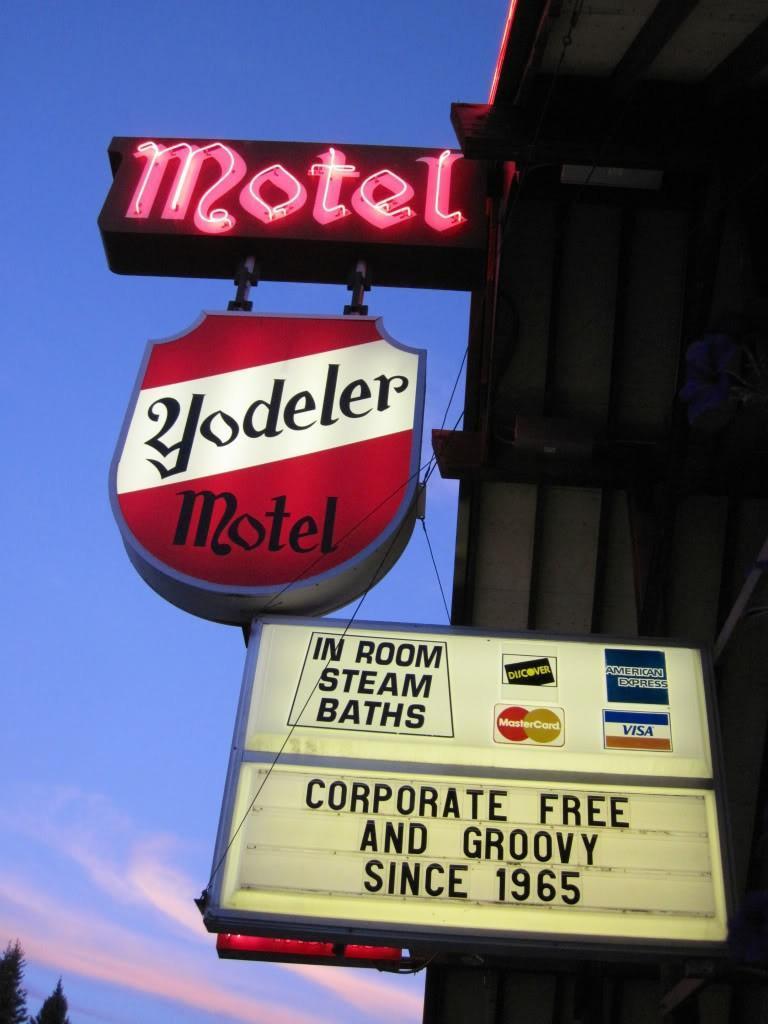 Motel
Yodeler
Motel
IN ROOM
STEAM
BATHS
DISCOVER
AMERICAN
EXPRESS
MasterCard
VISA
CORPORATE FREE
AND GROOVY
SINCE 1965